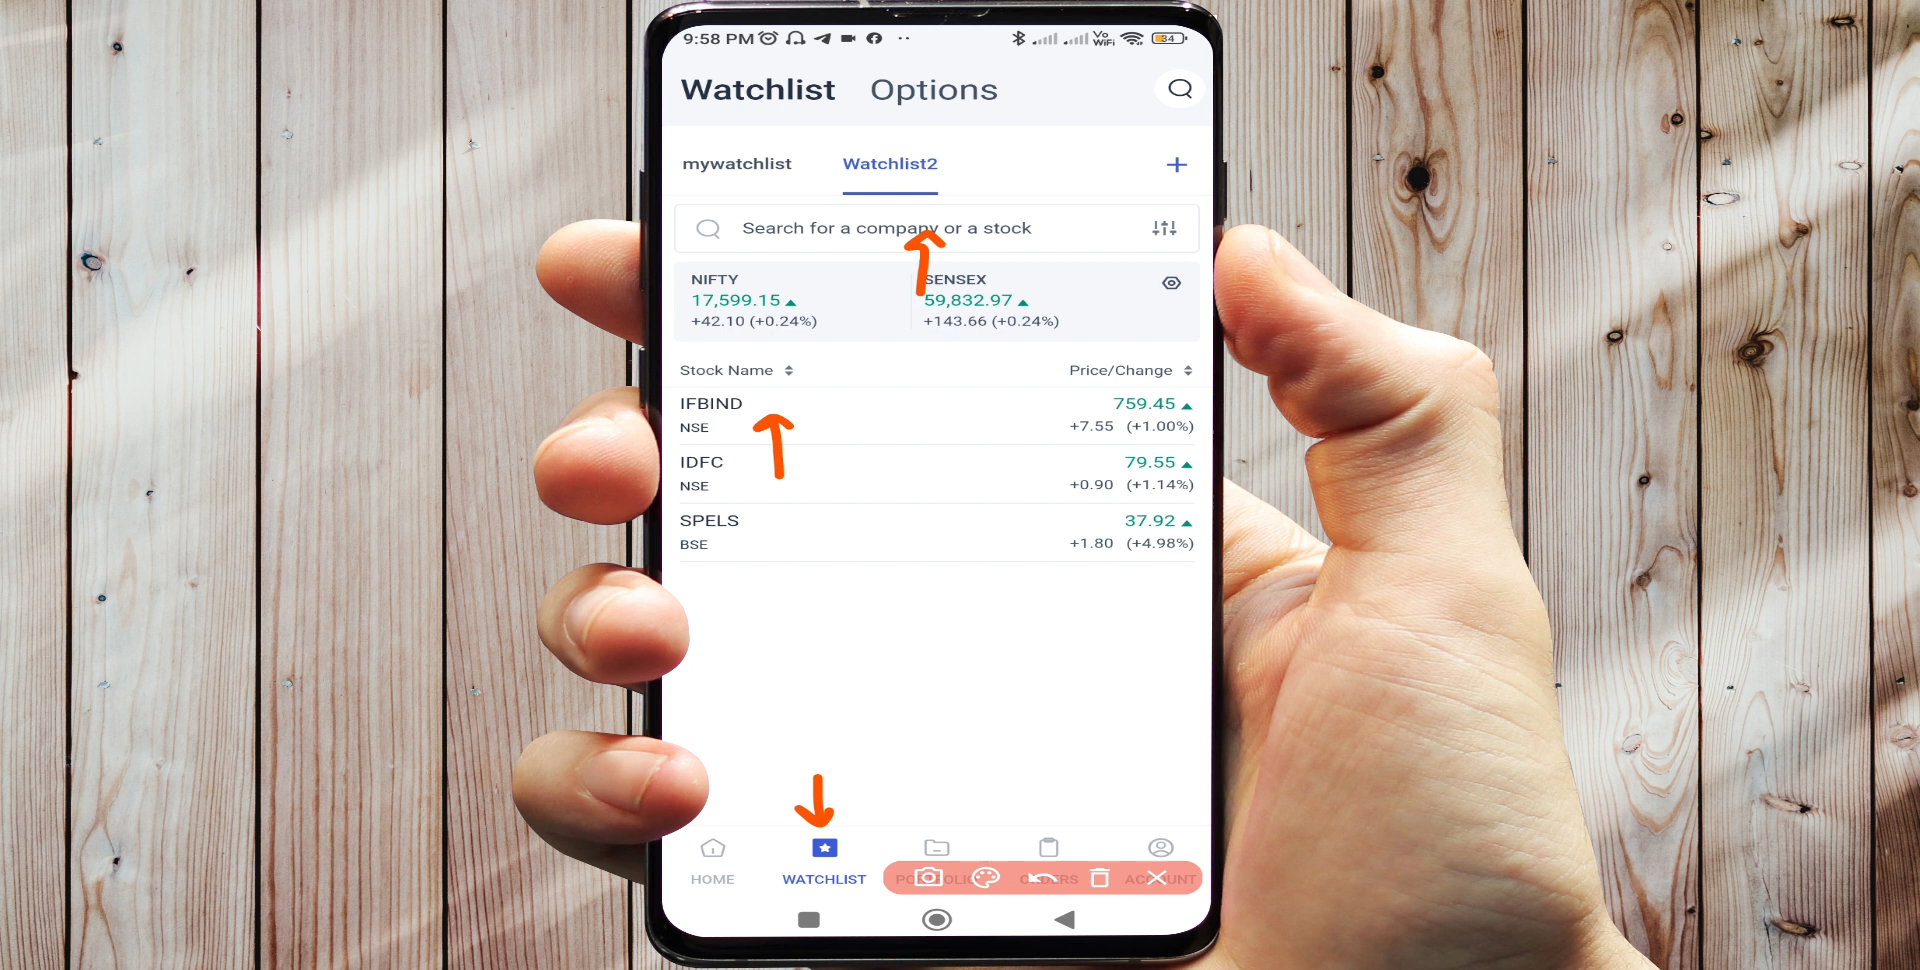 9:58 PM
Vo WiFi 34
Watchlist Options
mywatchlist Watchlist2 +
Search for a company or a stock
NIFTY SENSEX
17,599.15 59,832.97
+42.10 (+0.24%) +143.66 (+0.24%)
Stock Name Price/Change
IFBIND 759.45
NSE +7.55 (+1.00%)
IDFC 79.55
NSE +0.90 (+1.14%)
SPELS 37.92
BSE +1.80 (+4.98%)
HOME WATCHLIST PORTFOLIO ORDERS ACCOUNT